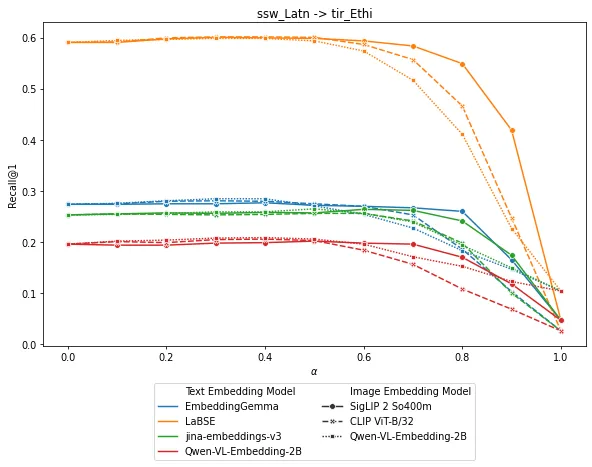 ssw_Latn -> tir_Ethi
Recall@1
0.6
0.5
0.4
0.3
0.2
0.1
0.0
0.0 0.2 0.4 0.6 0.8 1.0
α
Text Embedding Model
EmbeddingGemma
LaBSE
jina-embeddings-v3
Qwen-VL-Embedding-2B
Image Embedding Model
SigLIP 2 So400m
CLIP ViT-B/32
Qwen-VL-Embedding-2B